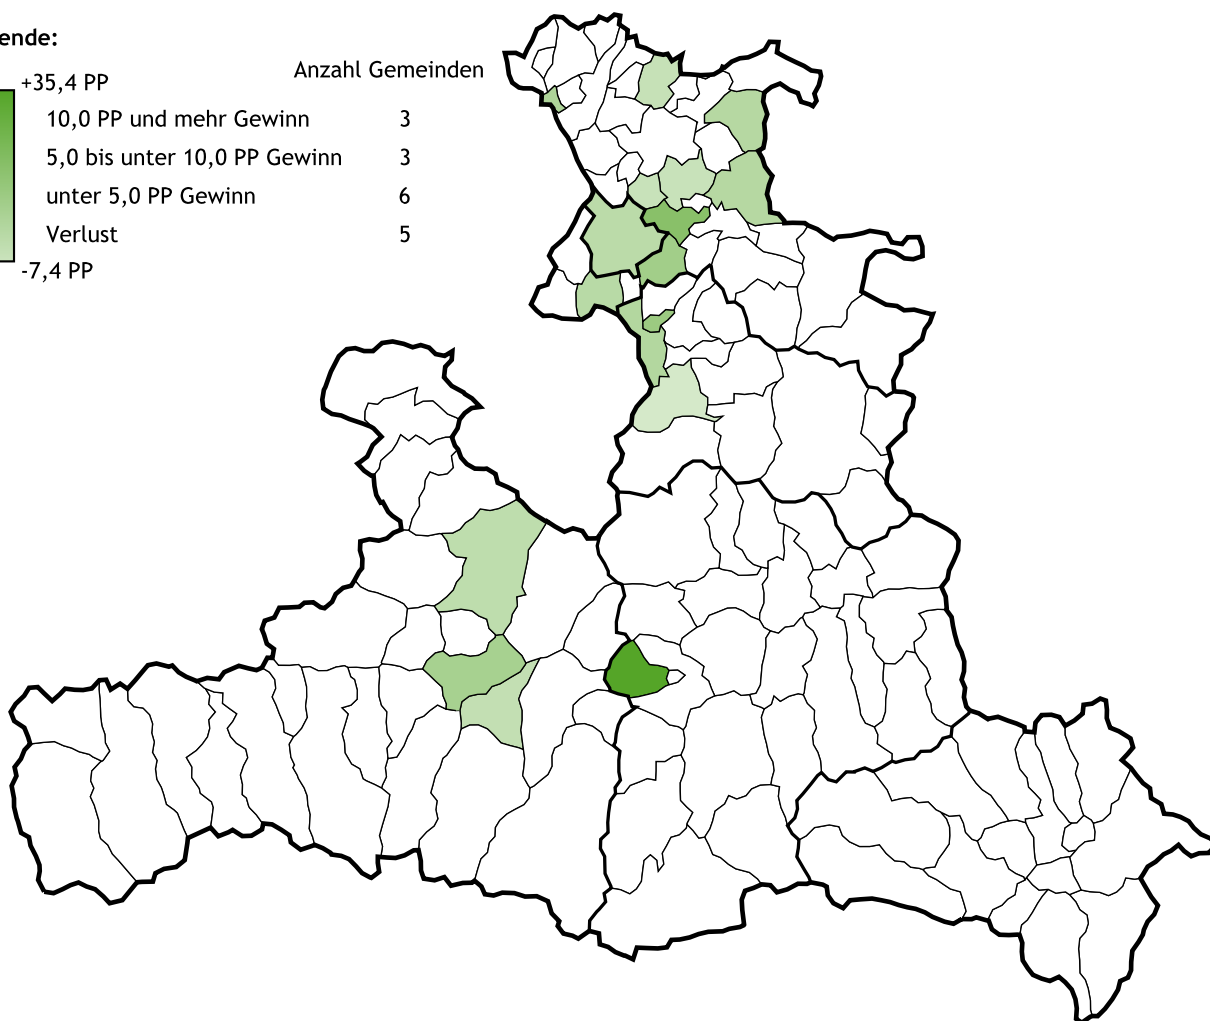 ende:
Anzahl Gemeinden
+35,4 PP
10,0 PP und mehr Gewinn 3
5,0 bis unter 10,0 PP Gewinn 3
unter 5,0 PP Gewinn 6
Verlust 5
-7,4 PP